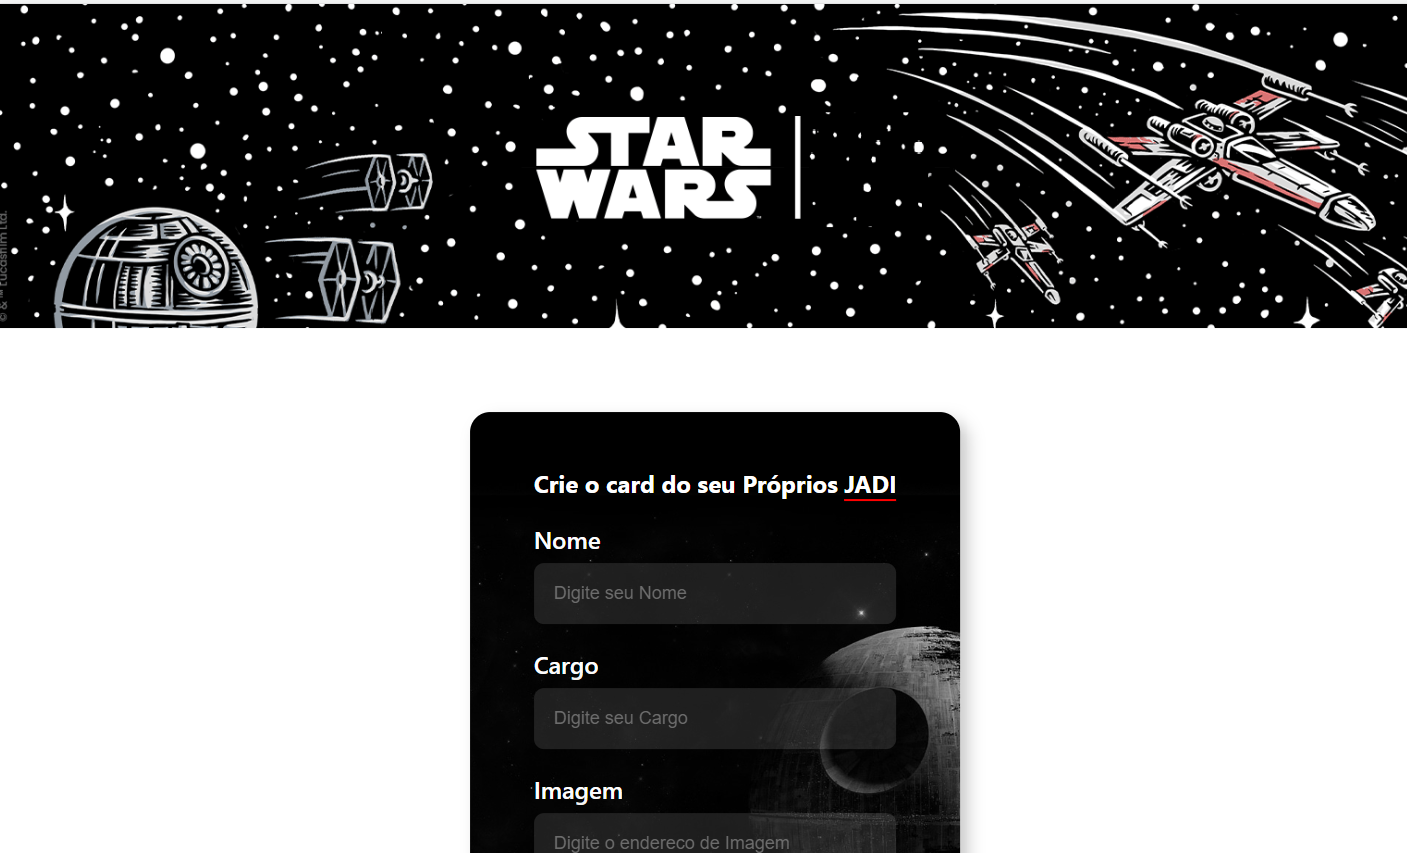 STAR
WARS
© & ™ Lucasfilm Ltd.
Crie o card do seu Próprios JADI
Nome
Digite seu Nome
Cargo
Digite seu Cargo
Imagem
Digite o endereco de Imagem